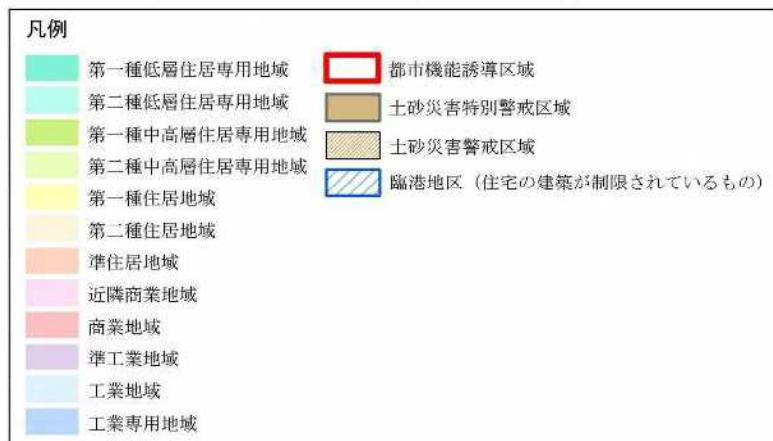 凡例
第一種低層住居専用地域
第二種低層住居専用地域
第一種中高層住居専用地域
第二種中高層住居専用地域
第一種住居地域
第二種住居地域
準住居地域
近隣商業地域
商業地域
準工業地域
工業地域
工業専用地域
都市機能誘導区域
土砂災害特別警戒区域
土砂災害警戒区域
臨港地区（住宅の建築が制限されているもの）